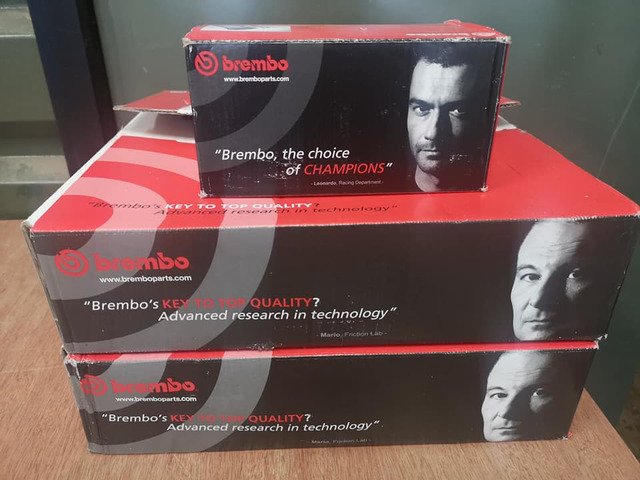 brembo
www.bremboparts.com
"Brembo, the choice
of CHAMPIONS"
- Leonardo, Racing Department -
"Brembo's KEY TO TOP QUALITY?
Advanced research in technology"
brembo
www.bremboparts.com
"Brembo's KEY TO TOP QUALITY?
Advanced research in technology"
- Mario, Friction Lab -
brembo
www.bremboparts.com
"Brembo's KEY TO TOP QUALITY?
Advanced research in technology"
- Mario, Friction Lab -